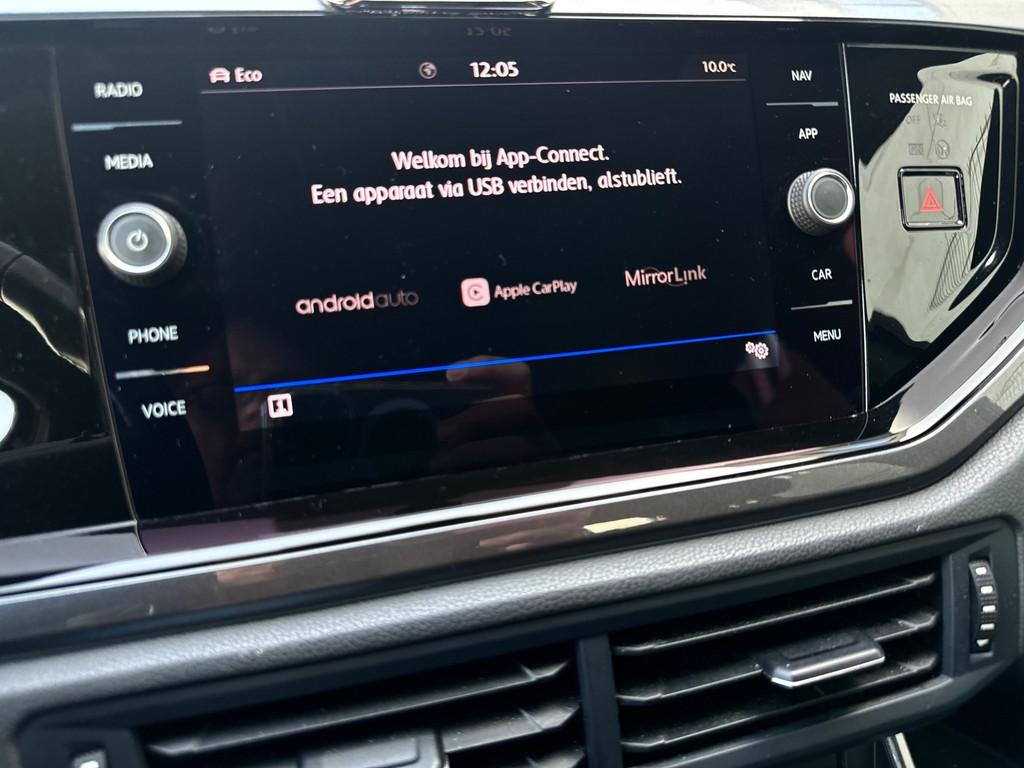 RADIO
MEDIA
PHONE
VOICE
Eco
12:05
10.0°C
Welkom bij App-Connect.
Een apparaat via USB verbinden, alstublieft.
androidauto
Apple CarPlay
MirrorLink
NAV
APP
CAR
MENU
PASSENGER AIR BAG
OFF